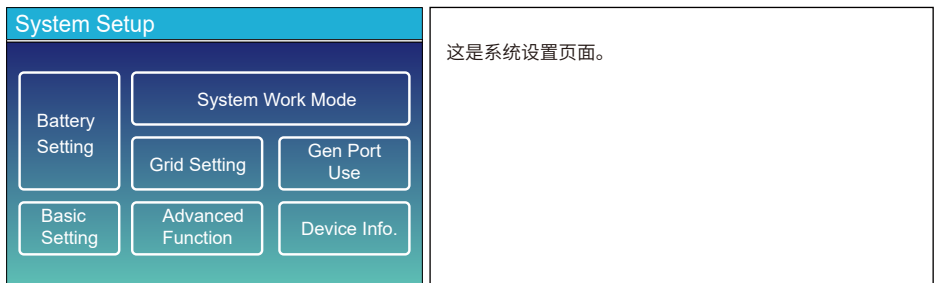 System Setup
Battery
Setting
System Work Mode
Grid Setting
Gen Port
Use
Basic
Setting
Advanced
Function
Device Info.
这是系统设置页面。